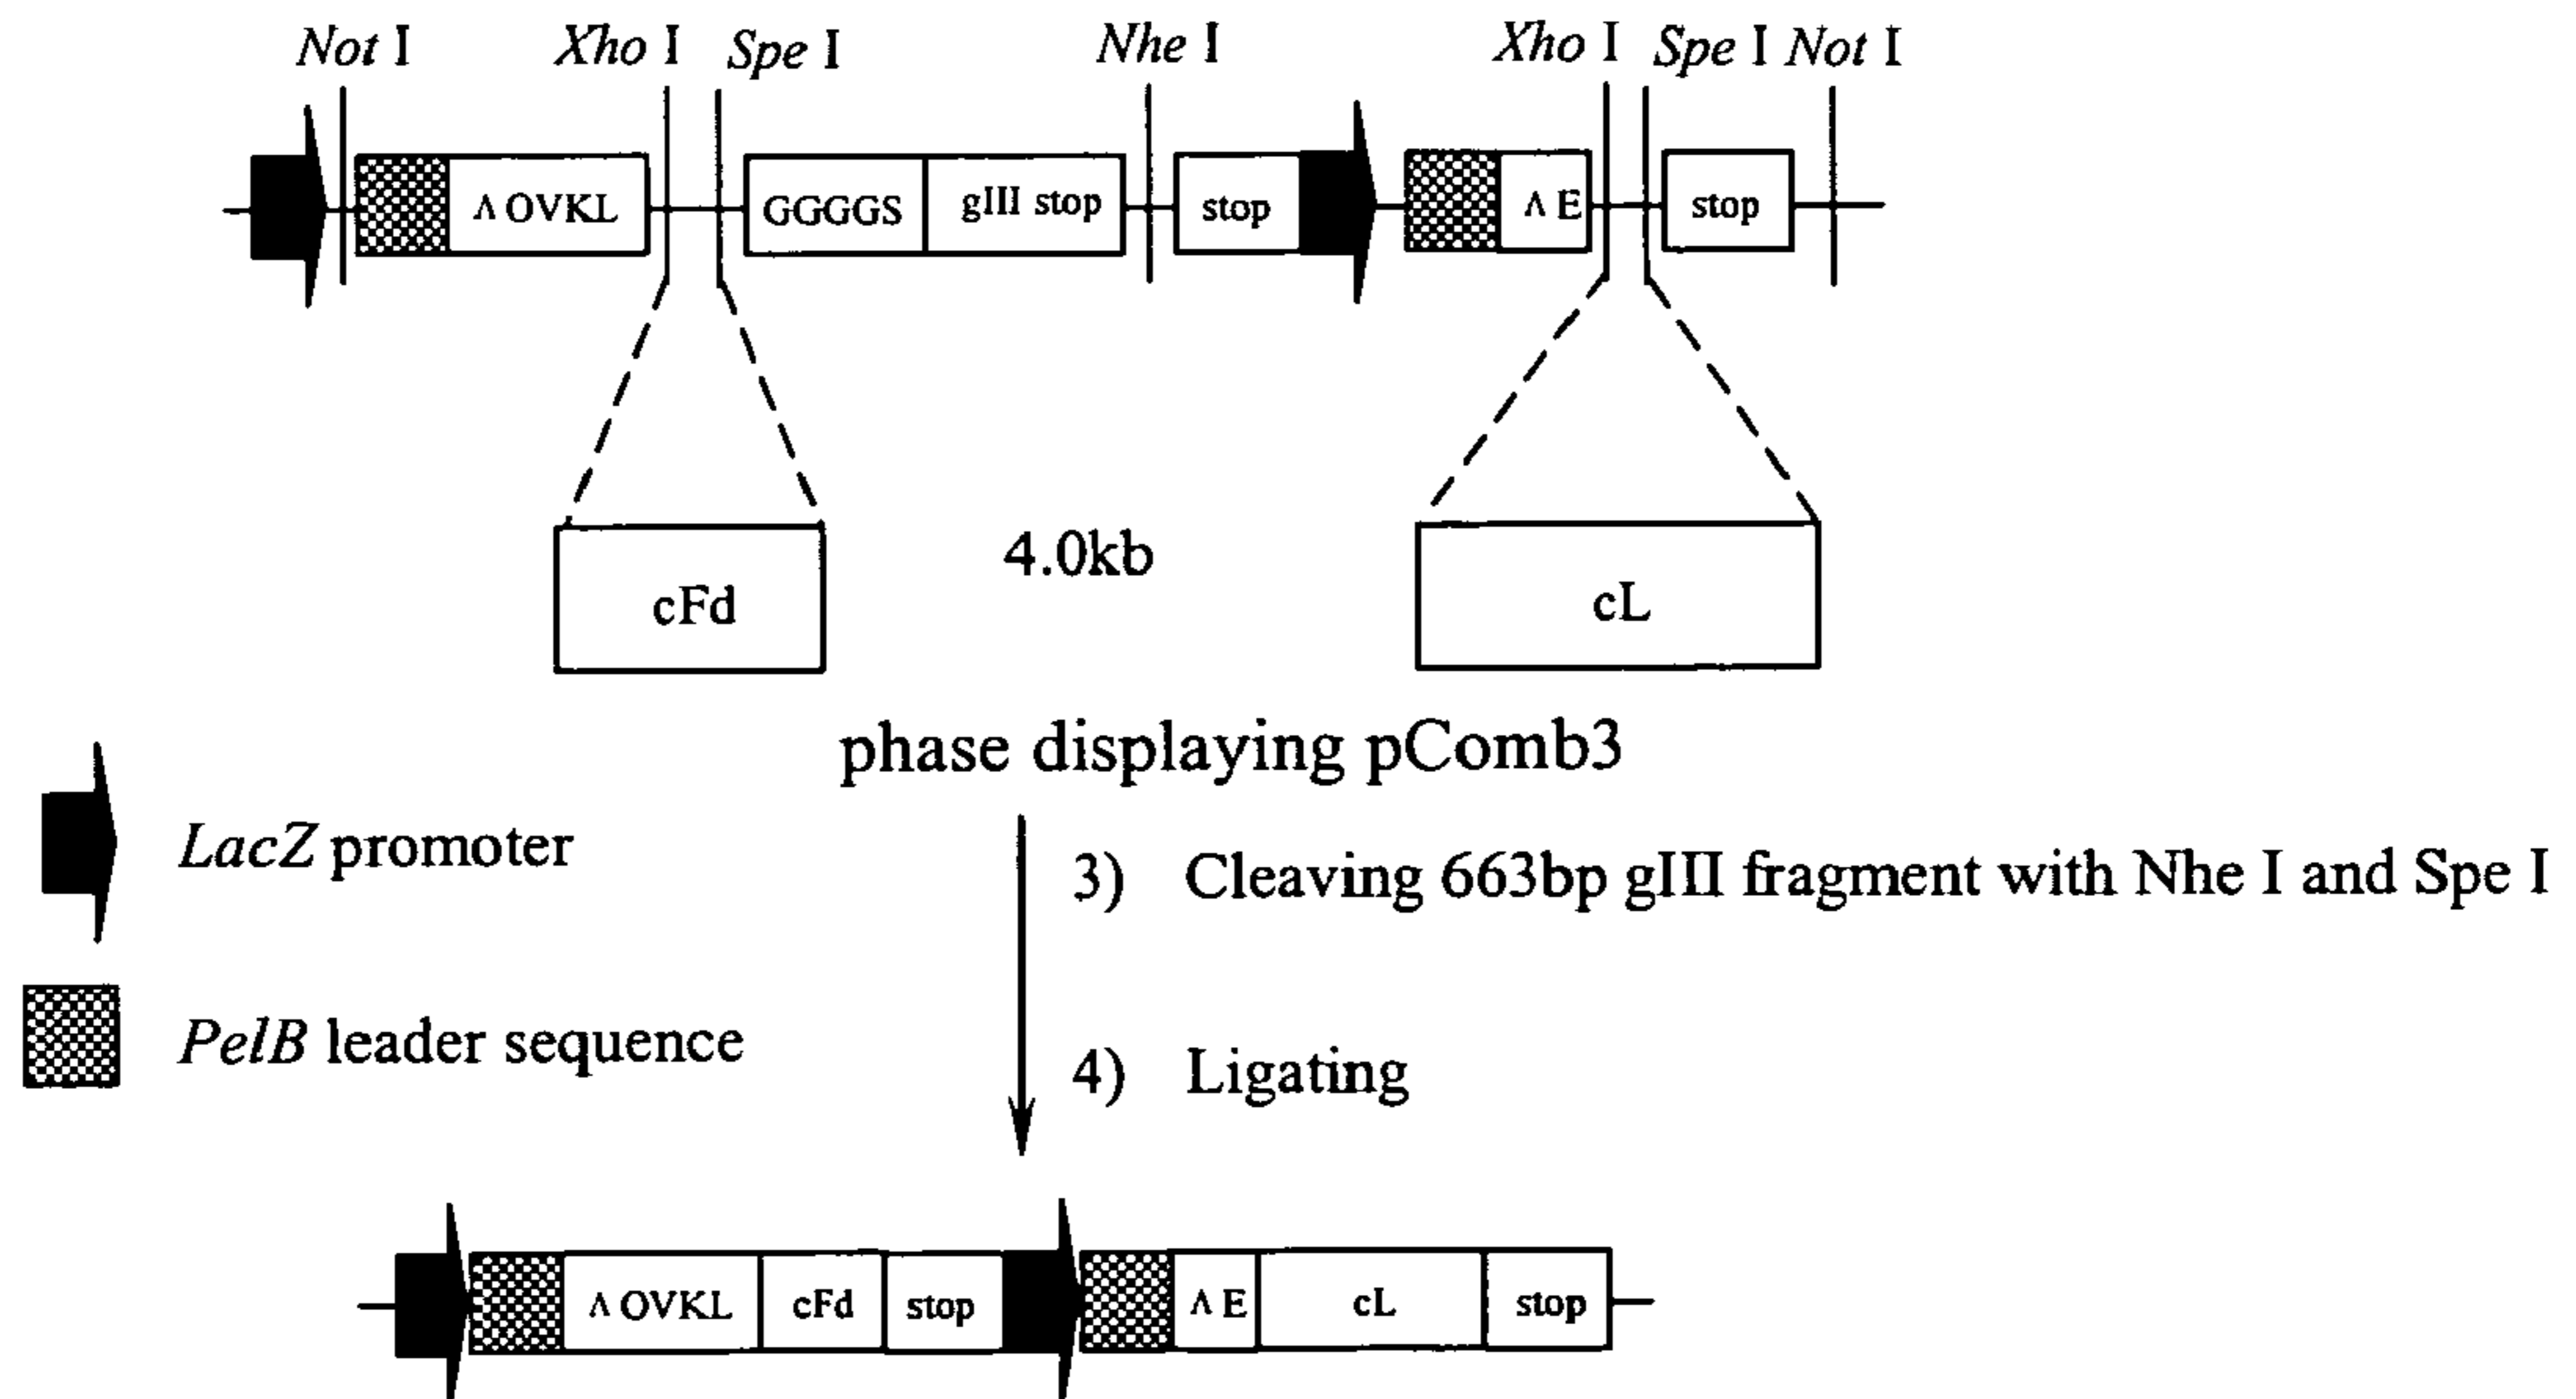 Not I
Xho I
Spe I
Nhe I
Xho I
Spe I
Not I
Λ OVKL
GGGGS
gIII stop
stop
Λ E
stop
cFd
4.0kb
cL
phase displaying pComb3
LacZ promoter
3) Cleaving 663bp gIII fragment with Nhe I and Spe I
PelB leader sequence
4) Ligating
Λ OVKL
cFd
stop
Λ E
cL
stop